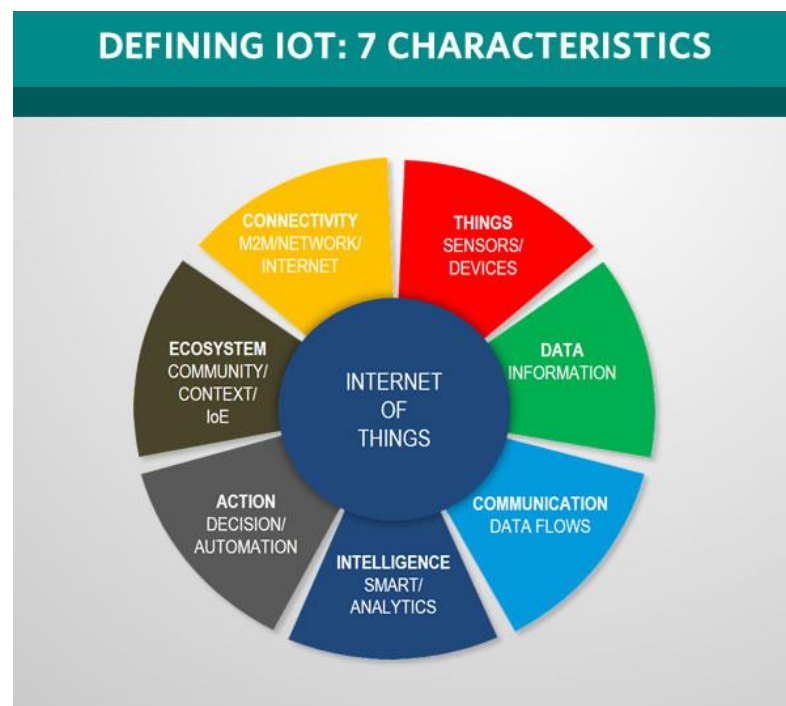 DEFINING IOT: 7 CHARACTERISTICS
CONNECTIVITY
M2M/NETWORK/
INTERNET
THINGS
SENSORS/
DEVICES
DATA
INFORMATION
COMMUNICATION
DATA FLOWS
INTELLIGENCE
SMART/
ANALYTICS
ACTION
DECISION/
AUTOMATION
ECOSYSTEM
COMMUNITY/
CONTEXT/
IoE
INTERNET
OF
THINGS